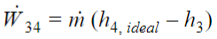 Ẇ₃₄ = ṁ (h₄, ideal − h₃)